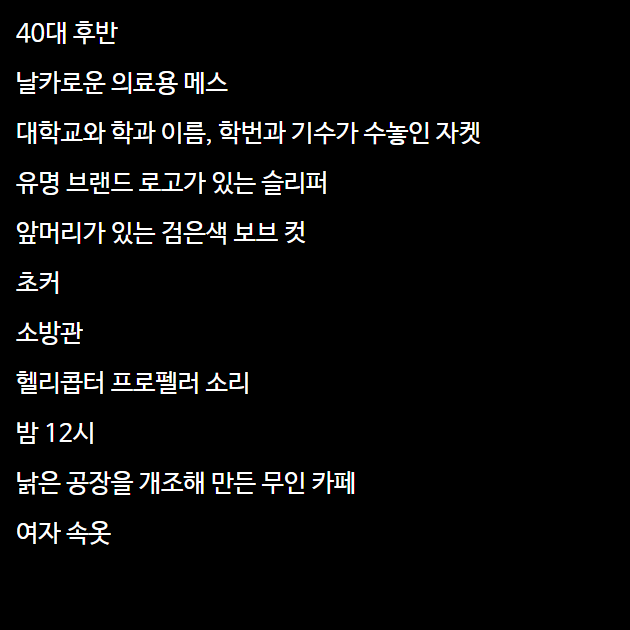 40대 후반
날카로운 의료용 메스
대학교와 학과 이름, 학번과 기수가 수놓인 자켓
유명 브랜드 로고가 있는 슬리퍼
앞머리가 있는 검은색 보브 컷
초커
소방관
헬리콥터 프로펠러 소리
밤 12시
낡은 공장을 개조해 만든 무인 카페
여자 속옷